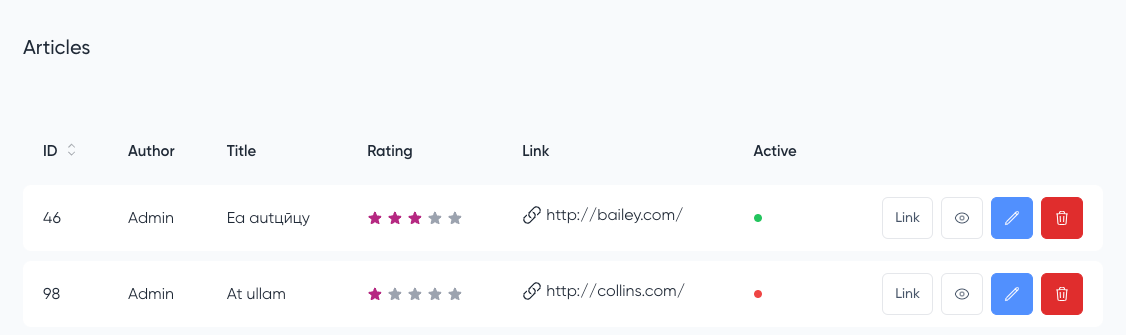 Articles
ID Author Title Rating Link Active
46 Admin Ea autцйцу http://bailey.com/ Link
98 Admin At ullam http://collins.com/ Link